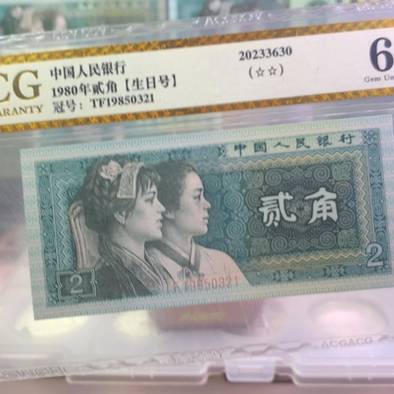 CG
ARANTY
中国人民银行
1980年贰角【生日号】
冠号：TF19850321
20233630
(☆☆)
6
Gem Un
中国人民银行
贰角
2
2
TF19850321
ACGACG